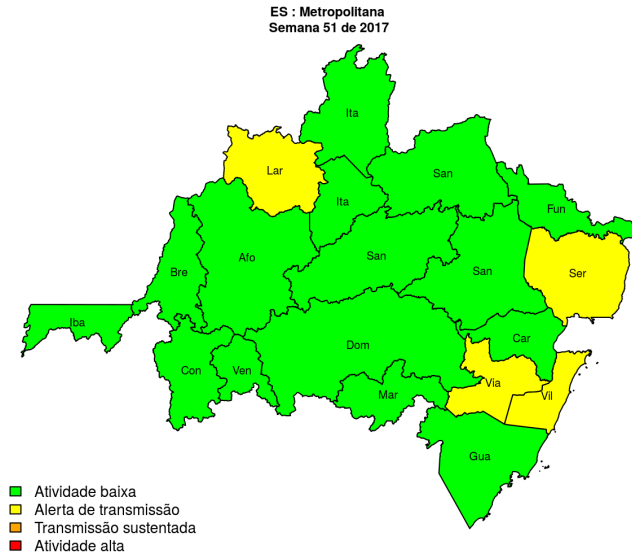 ES : Metropolitana
Semana 51 de 2017
Ita
Lar
San
Ita
Fun
Afo
San
San
Bre
Ser
Iba
Dom
Car
Con
Ven
Via
Mar
Vil
Gua
Atividade baixa
Alerta de transmissão
Transmissão sustentada
Atividade alta